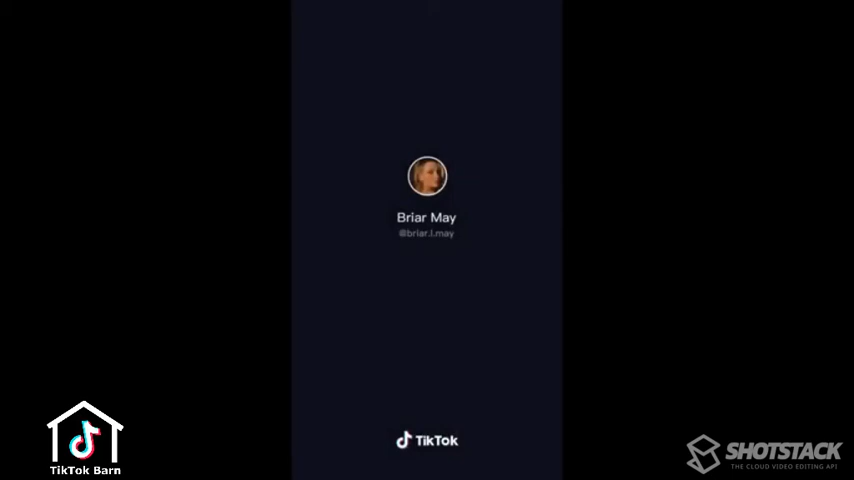 Briar May
@briar.l.may
TikTok
TikTok Barn
SHOTSTACK
THE CLOUD VIDEO EDITING API